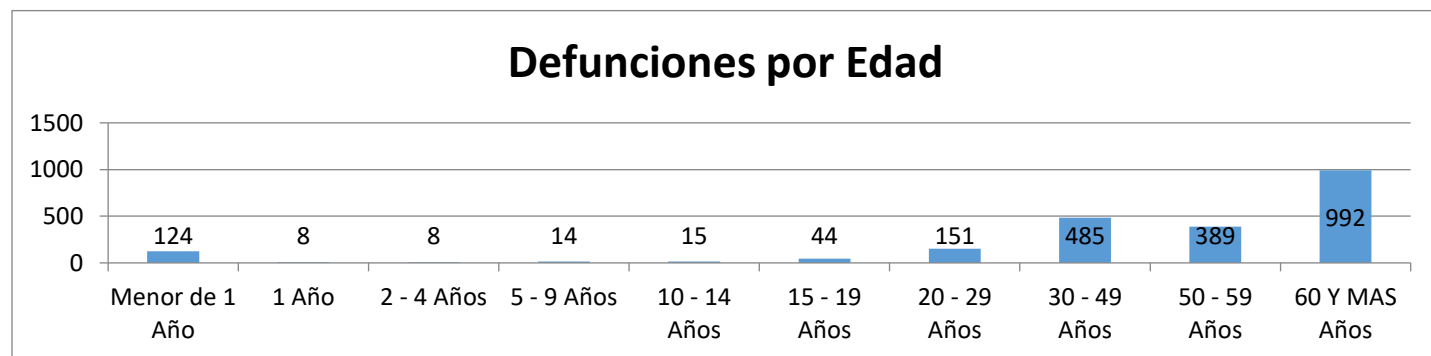 Defunciones por Edad
1500
1000
500
0
124
8
8
14
15
44
151
485
389
992
Menor de 1
Año
1 Año
2 - 4 Años
5 - 9 Años
10 - 14
Años
15 - 19
Años
20 - 29
Años
30 - 49
Años
50 - 59
Años
60 Y MAS
Años